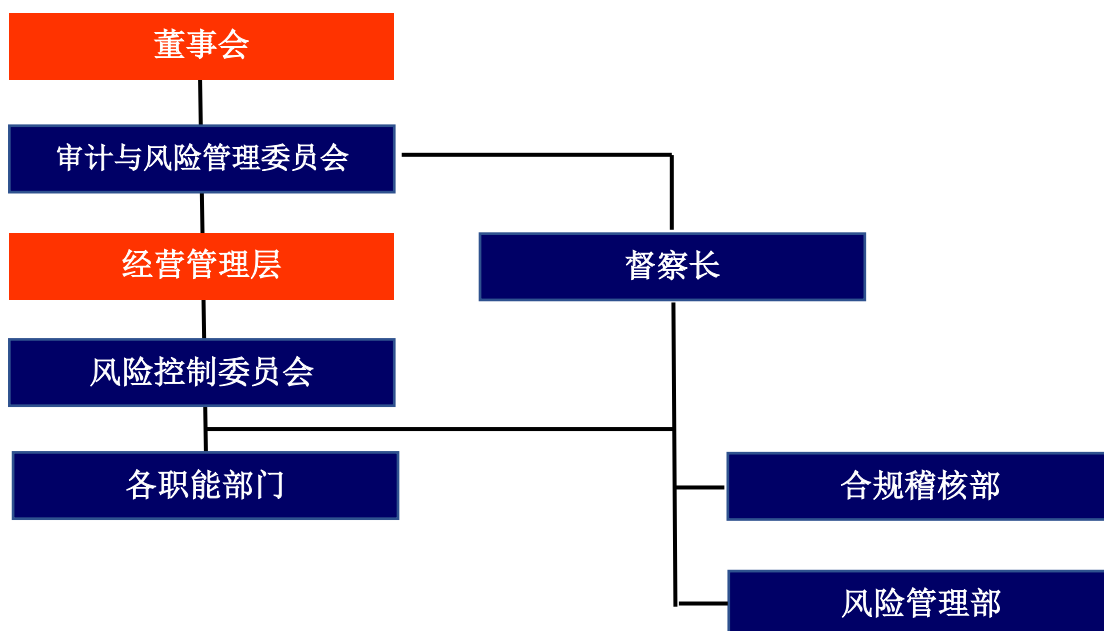 董事会
审计与风险管理委员会
经营管理层
督察长
风险控制委员会
各职能部门
合规稽核部
风险管理部